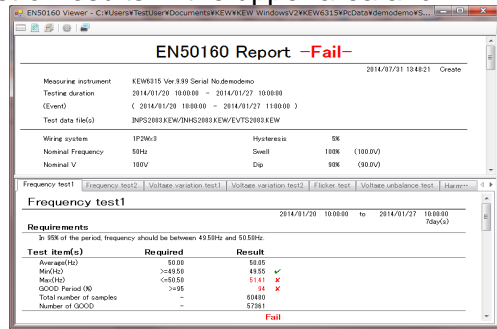 EN50160 Viewer - C:¥Users¥TestUser¥Documents¥KEW¥KEW WindowsV2¥KEW6315¥PcData¥demodemo¥S...
EN50160 Report -Fail-
2014/07/31 13:48:21 Create
Measuring instrument KEW6315 Ver.9.99 Serial No.demodemo
Testing duration 2014/01/20 10:00:00 - 2014/01/27 10:00:00
(Event) ( 2014/01/20 10:00:00 - 2014/01/27 11:00:00 )
Test data file(s) INPS2003.KEW/INHS2003.KEW/EVTS2003.KEW
Wiring system 1P2W×3 Hysteresis 5%
Nominal Frequency 50Hz Swell 100% (100.0V)
Nominal V 100V Dip 90% (90.0V)
Frequency test1 Frequency test2 Voltage variation test1 Voltage variation test2 Flicker test Voltage unbalance test Harm...
Frequency test1
2014/01/20 10:00:00 to 2014/01/27 10:00:00
7day(s)
Requirements
In 95% of the period, frequency should be between 49.50Hz and 50.50Hz.
Test item(s) Required Result
Average(Hz) 50.00 50.05
Min(Hz) >=49.50 49.55 ✔
Max(Hz) <=50.50 51.41 ✘
GOOD Period (%) >=95 94 ✘
Total number of samples - 60480
Number of GOOD - 57361
Fail